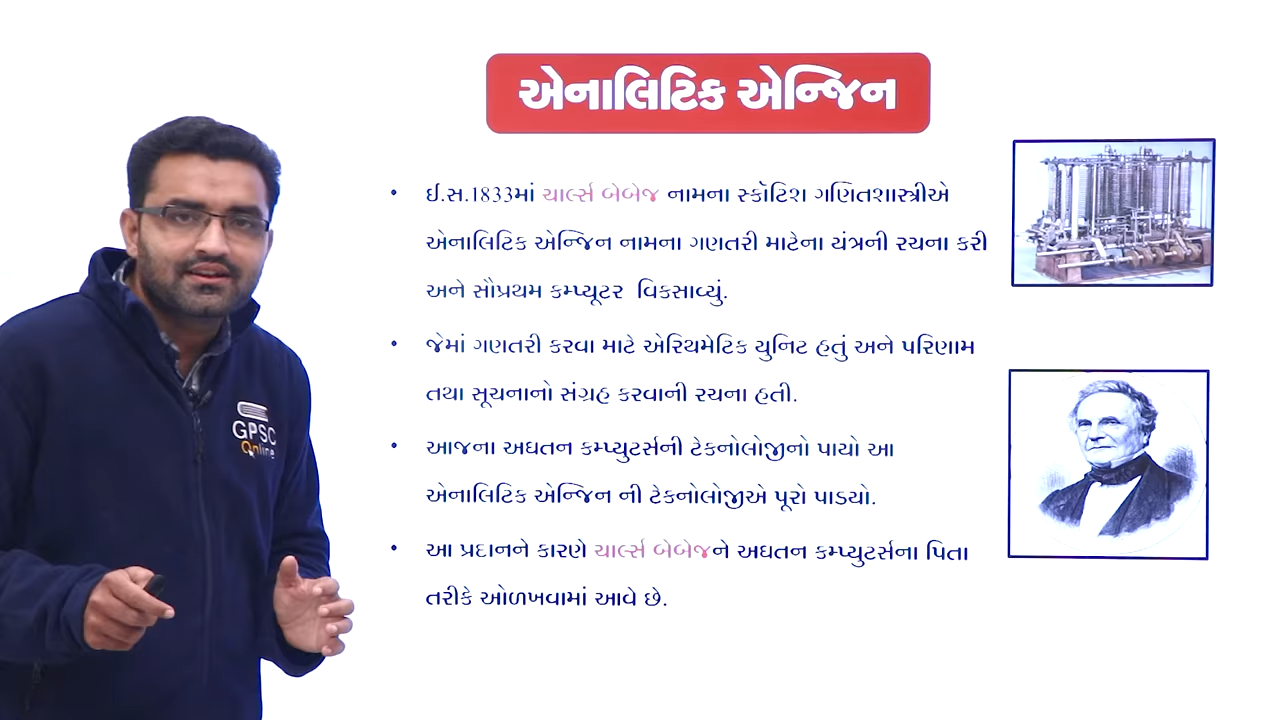 એનાલિટિક એન્જિન
• ઈ.સ.1833માં ચાર્લ્સ બેબેજ નામના સ્કૉટિશ ગણિતશાસ્ત્રીએ
એનાલિટિક એન્જિન નામના ગણતરી માટેના યંત્રની રચના કરી
અને સૌપ્રથમ કમ્પ્યૂટર વિકસાવ્યું.
• જેમાં ગણતરી કરવા માટે એરિથમેટિક યુનિટ હતું અને પરિણામ
તથા સૂચનાનો સંગ્રહ કરવાની રચના હતી.
• આજના અદ્યતન કમ્પ્યુટર્સની ટેકનોલોજીનો પાયો આ
એનાલિટિક એન્જિન ની ટેકનોલોજીએ પૂરો પાડ્યો.
• આ પ્રદાનને કારણે ચાર્લ્સ બેબેજને અદ્યતન કમ્પ્યુટર્સના પિતા
તરીકે ઓળખવામાં આવે છે.
GPSC
Online